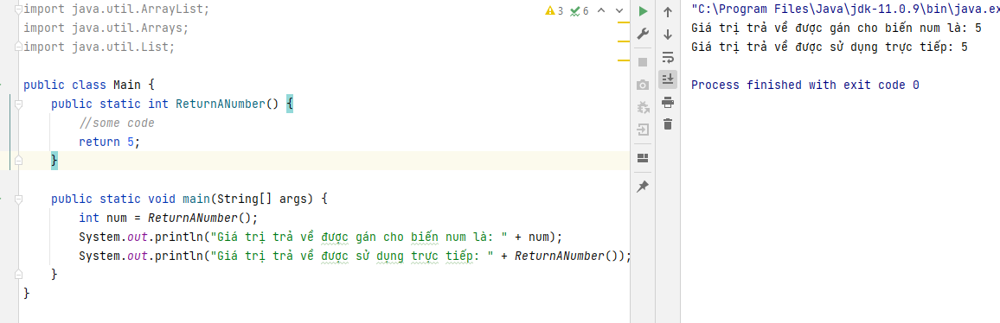 import java.util.ArrayList;
import java.util.Arrays;
import java.util.List;
public class Main {
public static int ReturnANumber() {
//some code
return 5;
}
public static void main(String[] args) {
int num = ReturnANumber();
System.out.println("Giá trị trả về được gán cho biến num là: " + num);
System.out.println("Giá trị trả về được sử dụng trực tiếp: " + ReturnANumber());
}
}
3 6
"C:\Program Files\Java\jdk-11.0.9\bin\java.ex
Giá trị trả về được gán cho biến num là: 5
Giá trị trả về được sử dụng trực tiếp: 5
Process finished with exit code 0